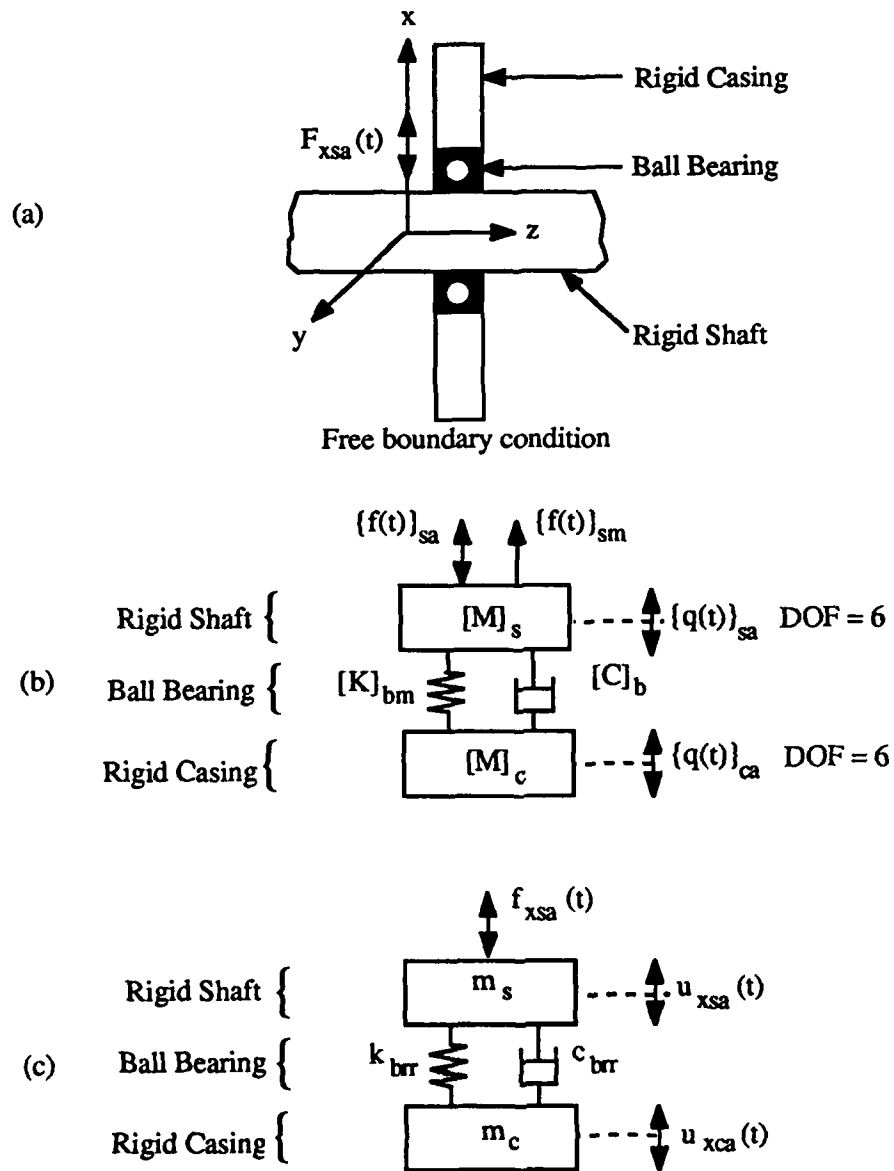 x
Rigid Casing
F_xsa (t)
Ball Bearing
(a)
z
y
Rigid Shaft
Free boundary condition
{f(t)}_sa {f(t)}_sm
Rigid Shaft { [M]_s {q(t)}_sa DOF = 6
(b) Ball Bearing { [K]_bm [C]_b
Rigid Casing { [M]_c {q(t)}_ca DOF = 6
f_xsa (t)
Rigid Shaft { m_s u_xsa (t)
(c) Ball Bearing { k_brr c_brr
Rigid Casing { m_c u_xca (t)